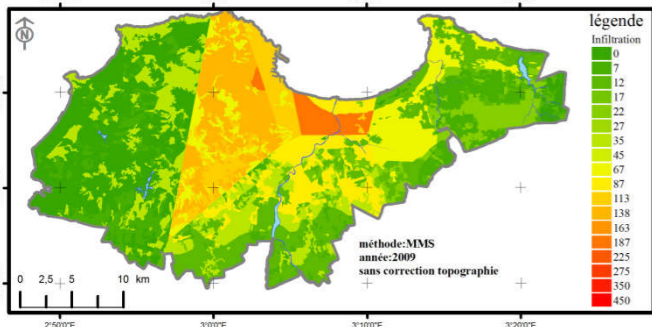 légende
Infiltration
0
7
12
17
22
27
35
45
67
87
113
138
163
187
225
275
350
450
N
méthode:MMS
année:2009
sans correction topographie
0 2,5 5 10 km
2°50'0"E 3°0'0"E 3°10'0"E 3°20'0"E